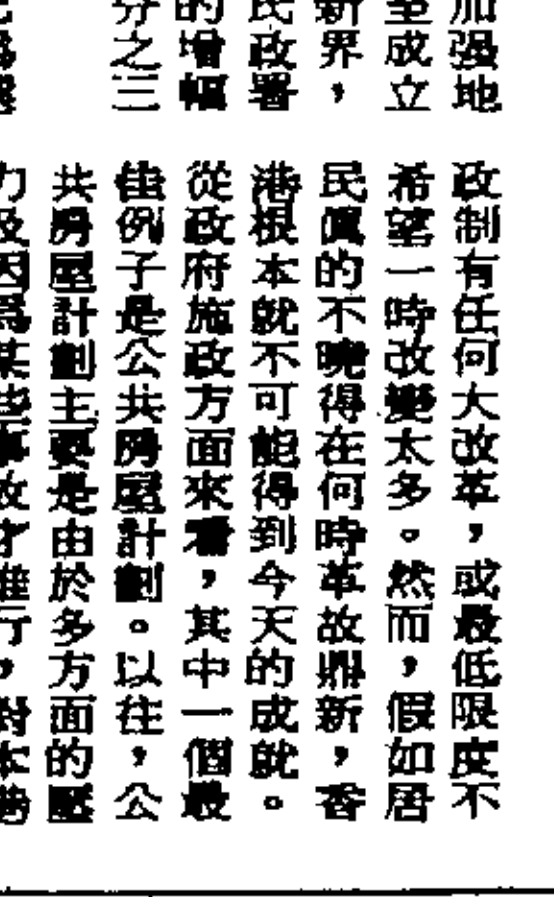 加强地
至成立
新界，
民政署
的增幅
分之三
政制有任何大改革，或最低限度不
希望一時改變太多。然而，假如居
民眞的不曉得在何時革故鼎新，香
港根本就不可能得到今天的成就。
從政府施政方面來看，其中一個最
佳例子是公共房屋計劃。以往，公
共房屋計劃主要是由於多方面的壓
力及因爲某些事故才推行，對本港